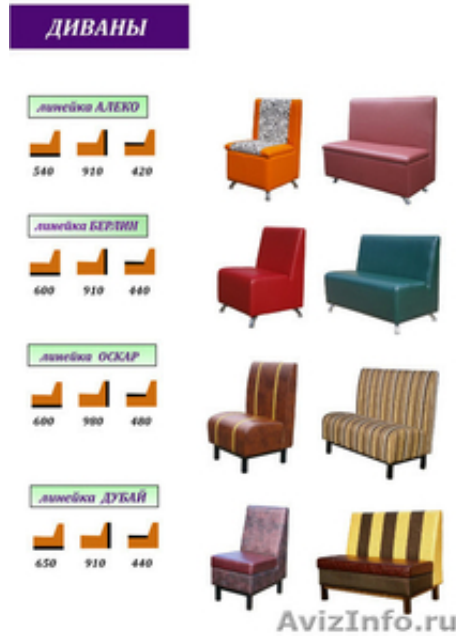 ДИВАНЫ
линейка АЛЕКО
540 910 420
линейка БЕРЛИН
600 910 440
линейка ОСКАР
600 980 480
линейка ДУБАЙ
650 910 440
AvizInfo.ru